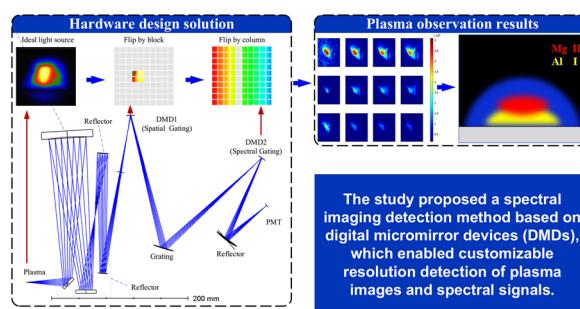 Hardware design solution
Plasma observation results
Ideal light source
Flip by block
Flip by column
Mg II
Al I
Reflector
DMD1
(Spatial Gating)
DMD2
(Spectral Gating)
PMT
Grating
Reflector
Plasma
Reflector
200 mm
The study proposed a spectral
imaging detection method based on
digital micromirror devices (DMDs),
which enabled customizable
resolution detection of plasma
images and spectral signals.